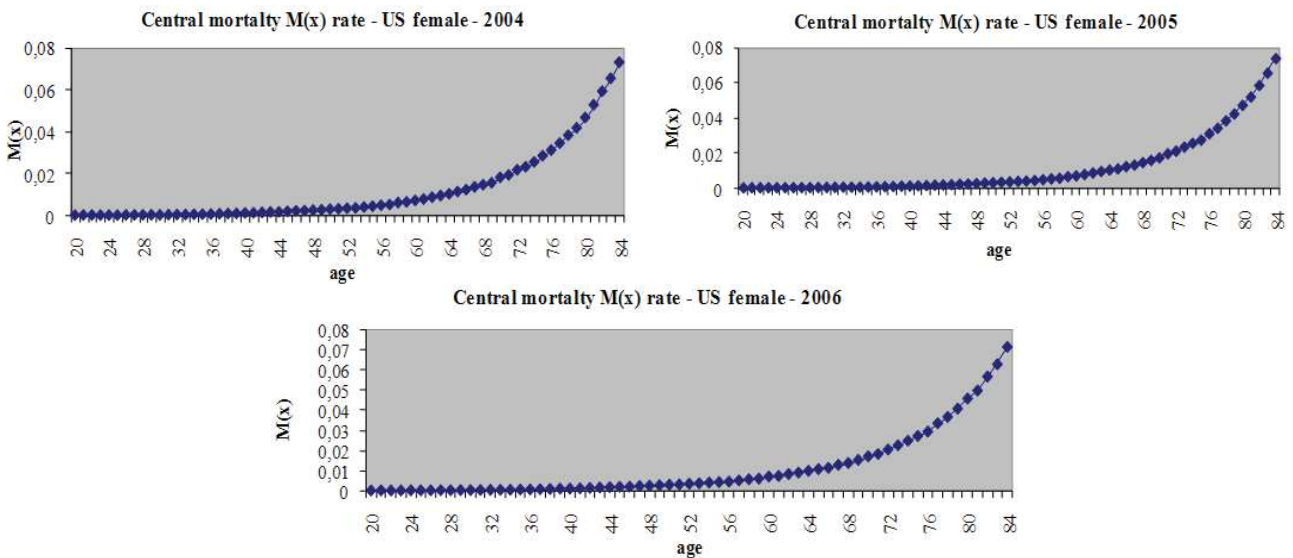 Central mortalty M(x) rate - US female - 2004
0,08
0,06
0,04
0,02
0
M(x)
20 24 28 32 36 40 44 48 52 56 60 64 68 72 76 80 84
age
Central mortalty M(x) rate - US female - 2005
0,08
0,06
0,04
0,02
0
M(x)
20 24 28 32 36 40 44 48 52 56 60 64 68 72 76 80 84
age
Central mortalty M(x) rate - US female - 2006
0,08
0,07
0,06
0,05
0,04
0,03
0,02
0,01
0
M(x)
20 24 28 32 36 40 44 48 52 56 60 64 68 72 76 80 84
age